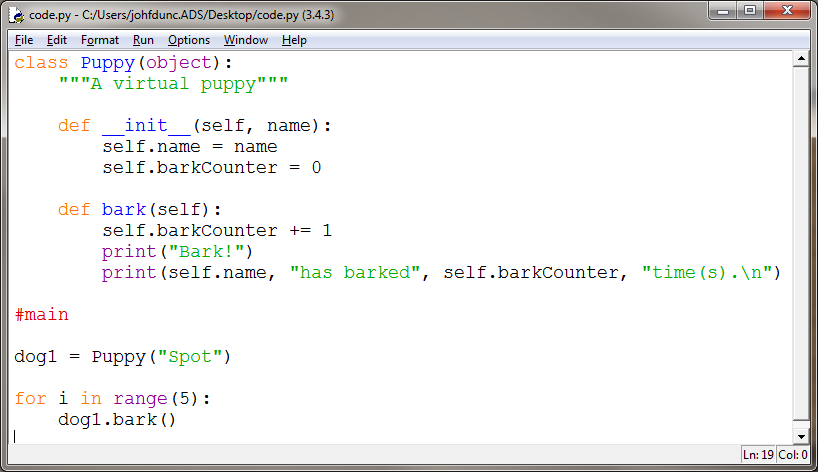 code.py - C:/Users/johfdunc.ADS/Desktop/code.py (3.4.3)
File Edit Format Run Options Window Help
class Puppy(object):
    """A virtual puppy"""

    def __init__(self, name):
        self.name = name
        self.barkCounter = 0

    def bark(self):
        self.barkCounter += 1
        print("Bark!")
        print(self.name, "has barked", self.barkCounter, "time(s).\n")

#main

dog1 = Puppy("Spot")

for i in range(5):
    dog1.bark()
Ln: 19 Col: 0